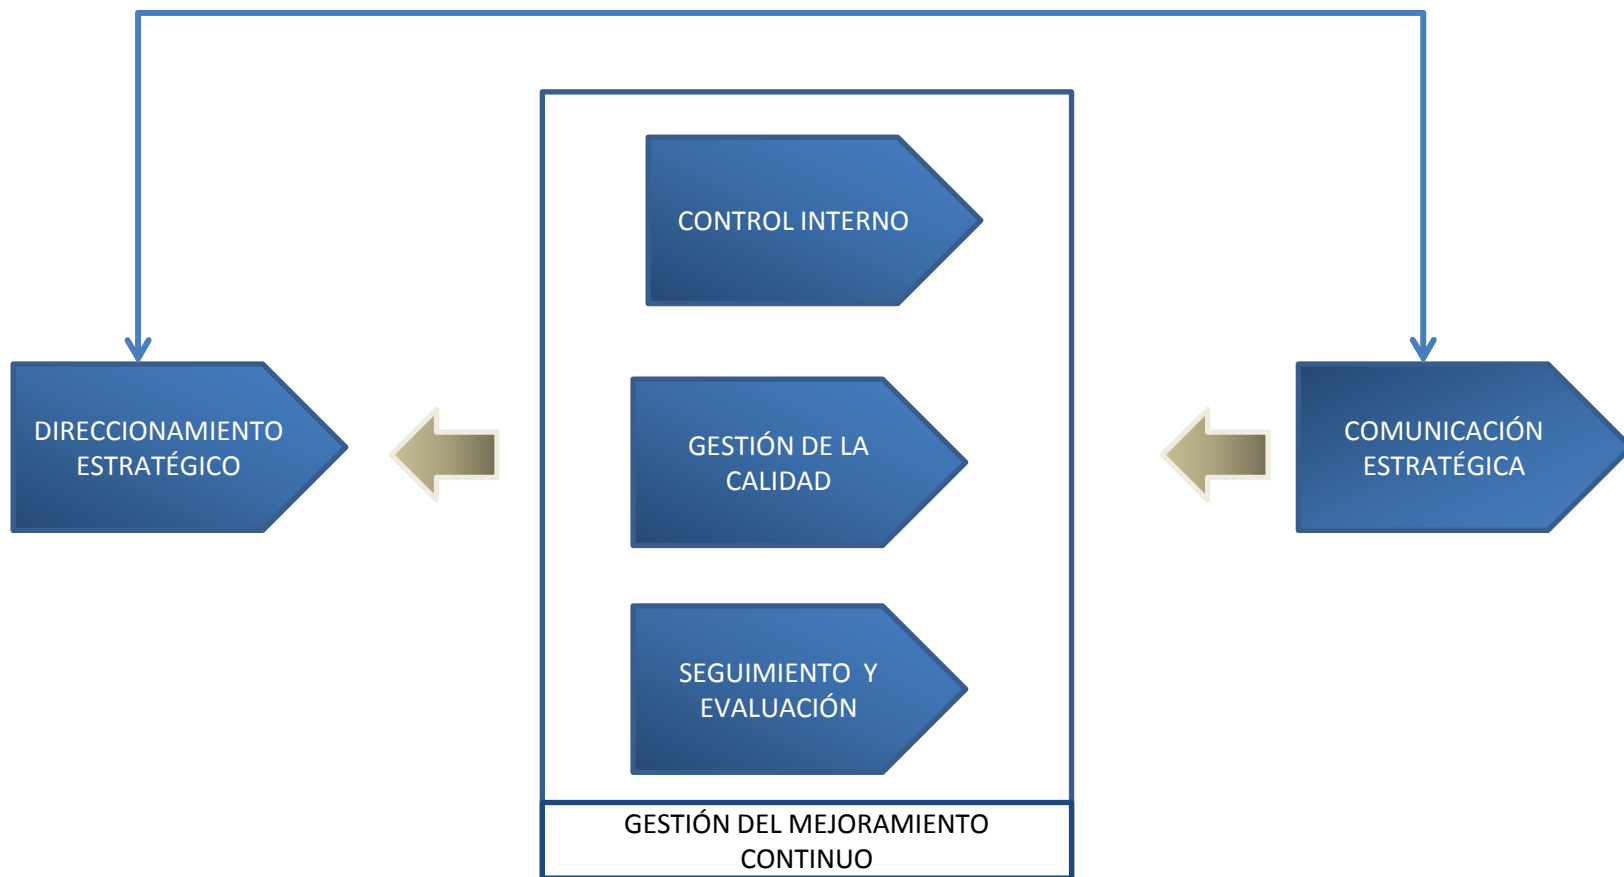 CONTROL INTERNO
DIRECCIONAMIENTO
ESTRATÉGICO
GESTIÓN DE LA
CALIDAD
COMUNICACIÓN
ESTRATÉGICA
SEGUIMIENTO  Y
EVALUACIÓN
GESTIÓN DEL MEJORAMIENTO
CONTINUO